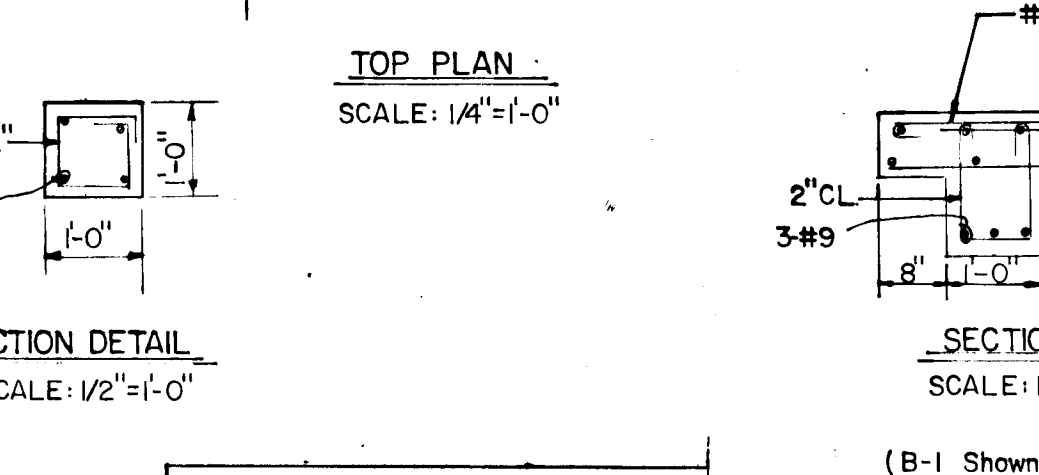 TOP PLAN
SCALE: 1/4"=1'-0"
1'-0"
1'-0"
CTION DETAIL
CALE: 1/2"=1'-0"
#
2"CL.
3-#9
8"
1'-0"
SECTIO
SCALE: 1
(B-1 Shown